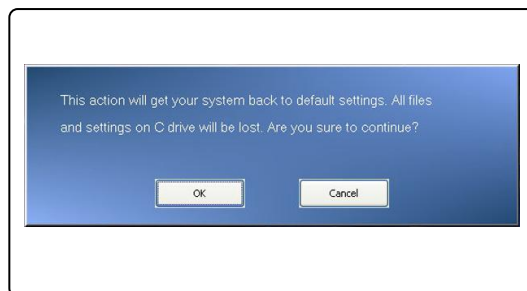 This action will get your system back to default settings. All files
and settings on C drive will be lost. Are you sure to continue?
OK Cancel